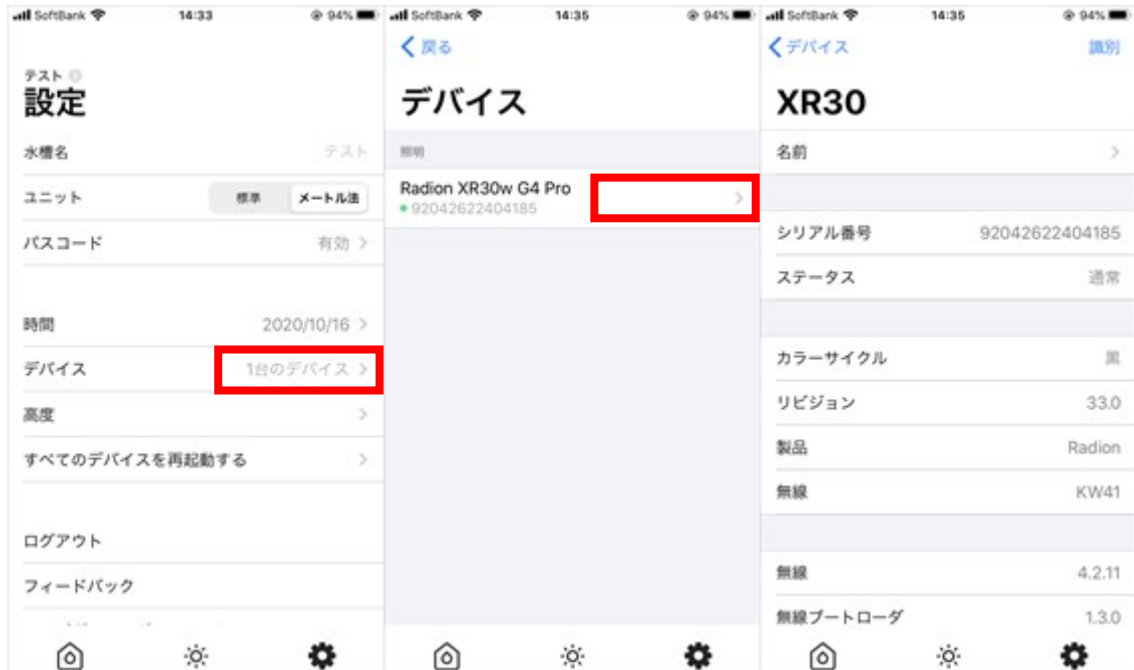 SoftBank 14:33 94%
テスト
設定
水槽名 テスト
ユニット 標準 メートル法
パスコード 有効
時間 2020/10/16
デバイス 1台のデバイス
高度
すべてのデバイスを再起動する
ログアウト
フィードバック
SoftBank 14:35 94%
戻る
デバイス
照明
Radion XR30w G4 Pro
92042622404185
SoftBank 14:35 94%
デバイス 識別
XR30
名前
シリアル番号 92042622404185
ステータス 通常
カラーサイクル 黒
リビジョン 33.0
製品 Radion
無線 KW41
無線 4.2.11
無線ブートローダ 1.3.0